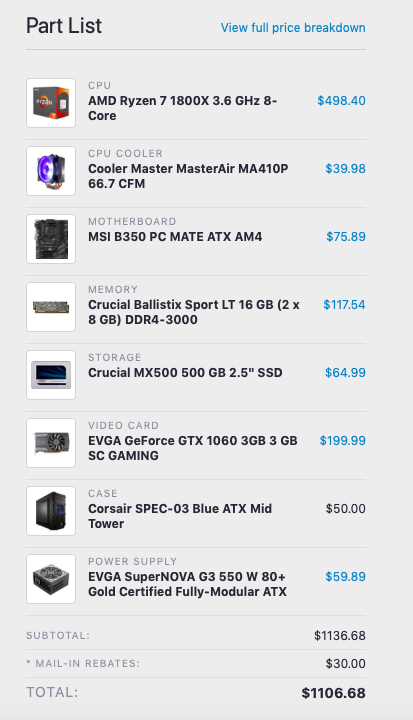 Part List
View full price breakdown
CPU
AMD Ryzen 7 1800X 3.6 GHz 8-
Core
$498.40
CPU COOLER
Cooler Master MasterAir MA410P
66.7 CFM
$39.98
MOTHERBOARD
MSI B350 PC MATE ATX AM4
$75.89
MEMORY
Crucial Ballistix Sport LT 16 GB (2 x
8 GB) DDR4-3000
$117.54
STORAGE
Crucial MX500 500 GB 2.5" SSD
$64.99
VIDEO CARD
EVGA GeForce GTX 1060 3GB 3 GB
SC GAMING
$199.99
CASE
Corsair SPEC-03 Blue ATX Mid
Tower
$50.00
POWER SUPPLY
EVGA SuperNOVA G3 550 W 80+
Gold Certified Fully-Modular ATX
$59.89
SUBTOTAL:
$1136.68
* MAIL-IN REBATES:
$30.00
TOTAL:
$1106.68